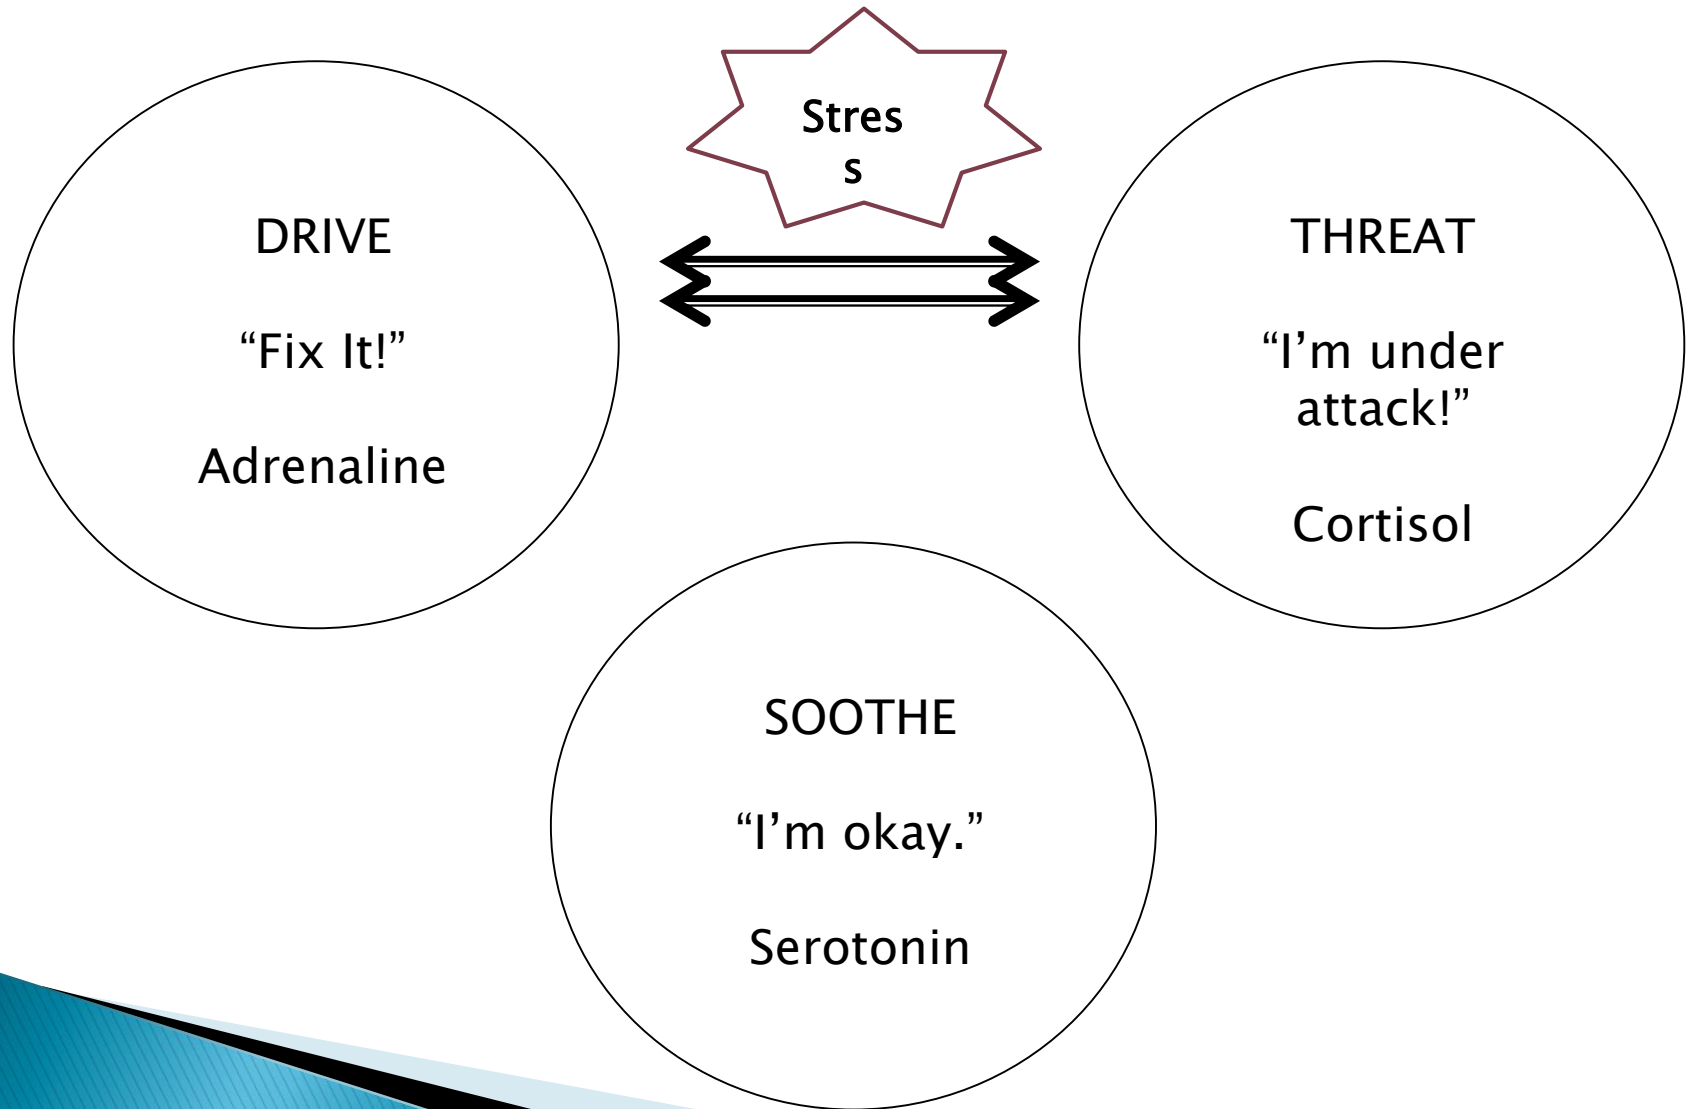 Stres
s
DRIVE
“Fix It!”
Adrenaline
THREAT
“I’m under
attack!”
Cortisol
SOOTHE
“I’m okay.”
Serotonin